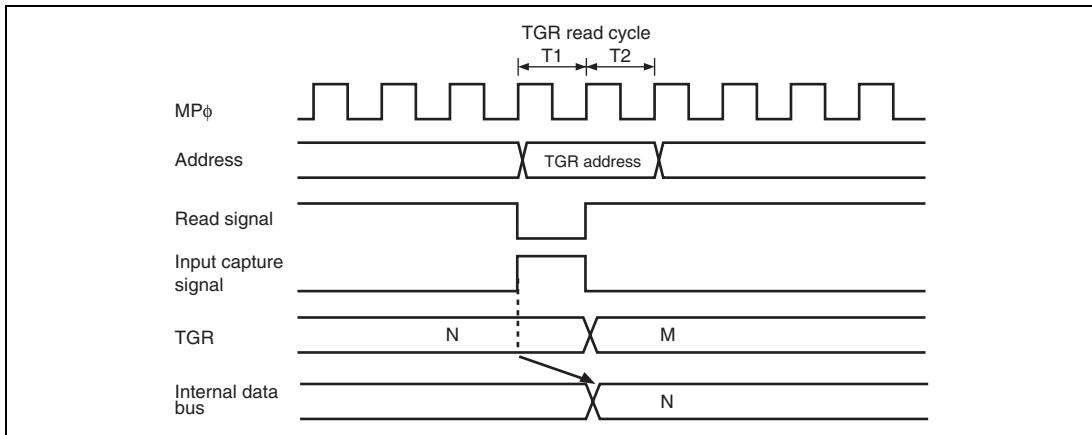 TGR read cycle
T1 T2
MPϕ
Address
TGR address
Read signal
Input capture
signal
TGR
N M
Internal data
bus
N